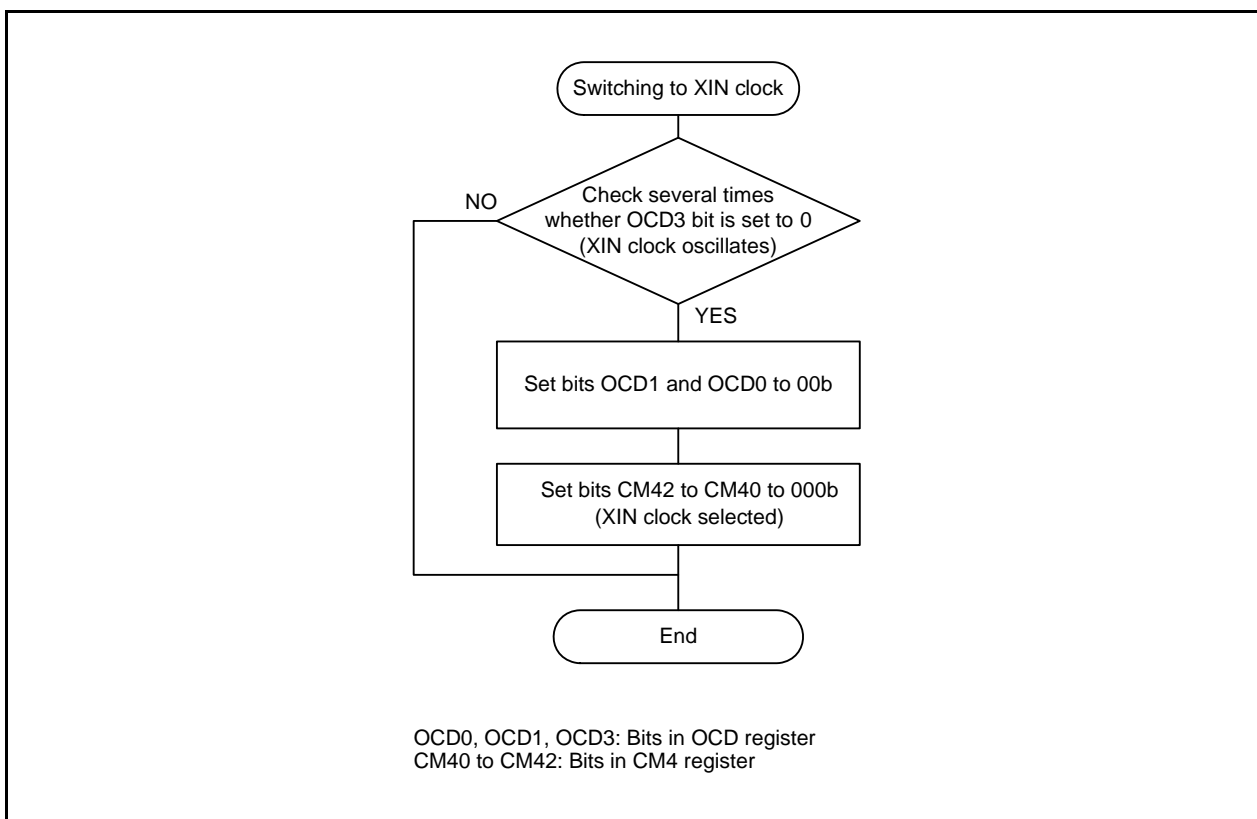 Switching to XIN clock
NO
Check several times
whether OCD3 bit is set to 0
(XIN clock oscillates)
YES
Set bits OCD1 and OCD0 to 00b
Set bits CM42 to CM40 to 000b
(XIN clock selected)
End
OCD0, OCD1, OCD3: Bits in OCD register
CM40 to CM42: Bits in CM4 register